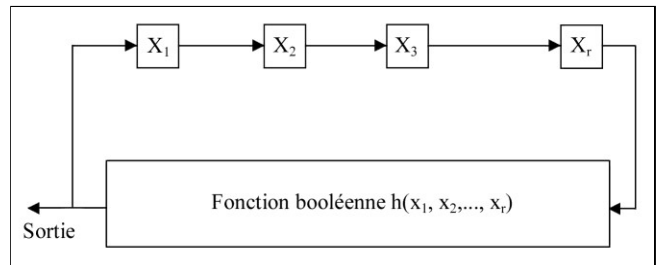 X₁ X₂ X₃ Xᵣ
Fonction booléenne h(x₁, x₂,..., xᵣ)
Sortie